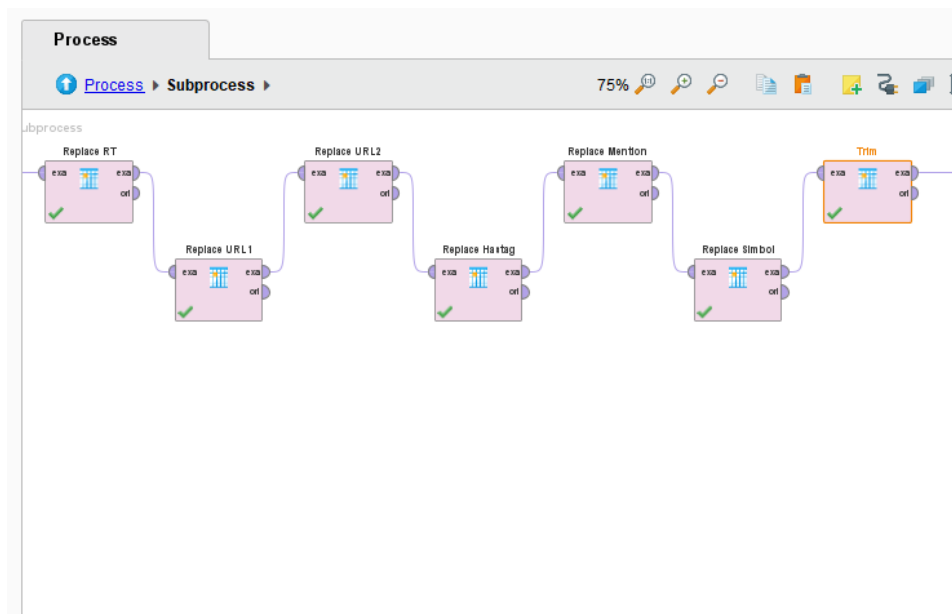 Process
Process Subprocess
75%
1:1
ubprocess
Replace RT
exa exa
ori
Replace URL1
exa exa
ori
Replace URL2
exa exa
ori
Replace Hastag
exa exa
ori
Replace Mention
exa exa
ori
Replace Simbol
exa exa
ori
Trim
exa exa
ori